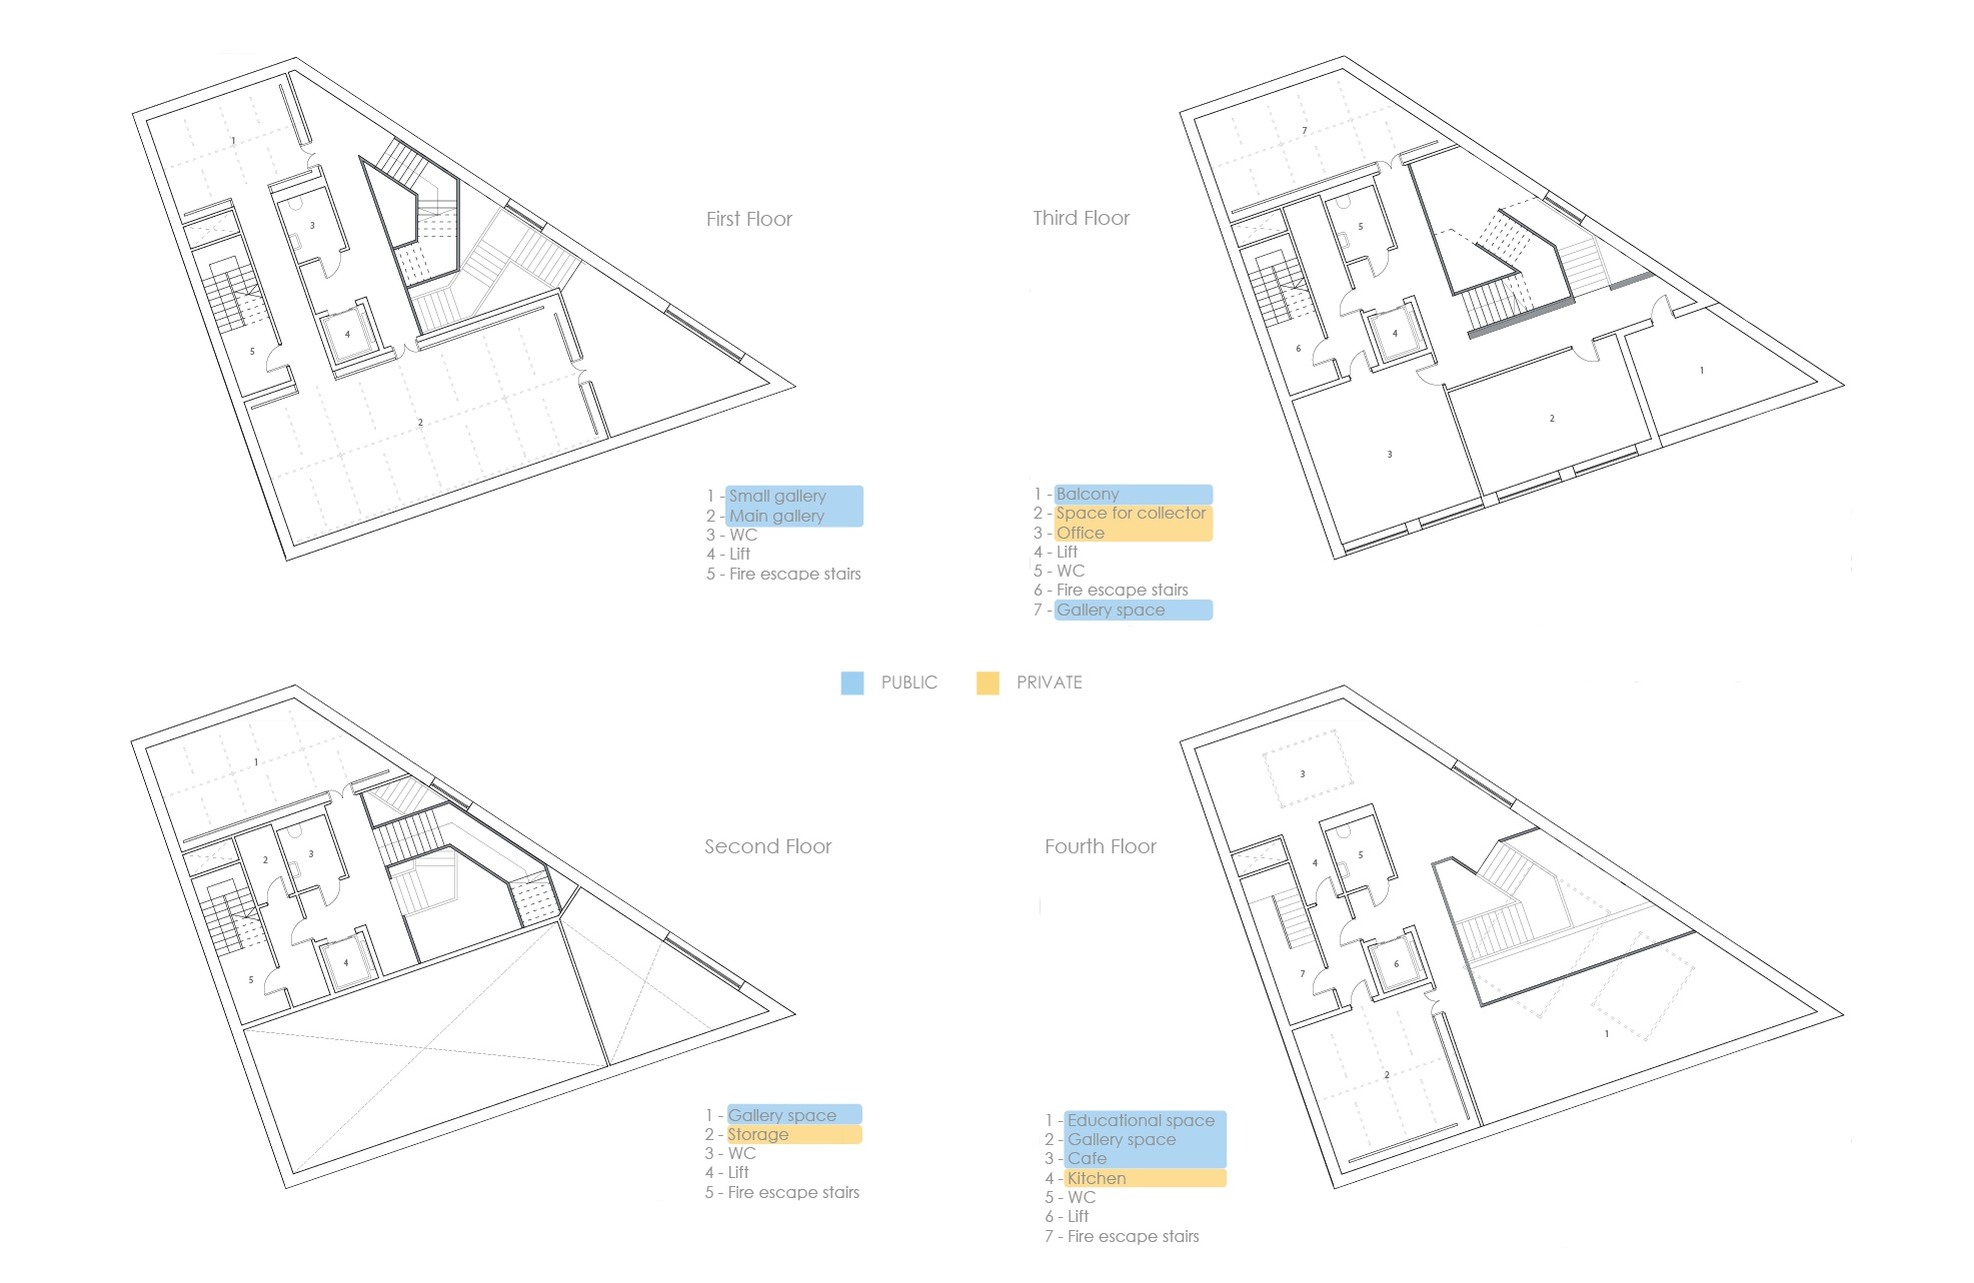 1
3
4
5
2
First Floor
1 - Small gallery
2 - Main gallery
3 - WC
4 - Lift
5 - Fire escape stairs
7
5
4
6
1
2
3
Third Floor
1 - Balcony
2 - Space for collector
3 - Office
4 - Lift
5 - WC
6 - Fire escape stairs
7 - Gallery space
PUBLIC
PRIVATE
1
2
3
4
5
Second Floor
1 - Gallery space
2 - Storage
3 - WC
4 - Lift
5 - Fire escape stairs
3
4
5
6
7
1
2
Fourth Floor
1 - Educational space
2 - Gallery space
3 - Cafe
4 - Kitchen
5 - WC
6 - Lift
7 - Fire escape stairs